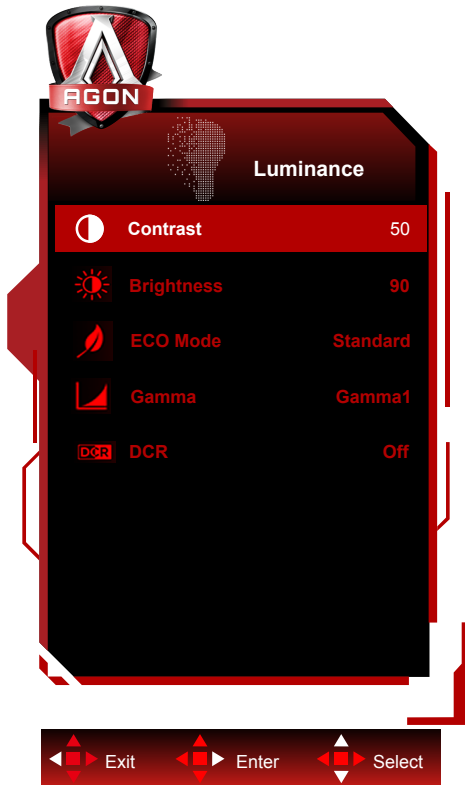 AGON
Luminance
Contrast 50
Brightness 90
ECO Mode Standard
Gamma Gamma1
DCR DCR Off
Exit Enter Select